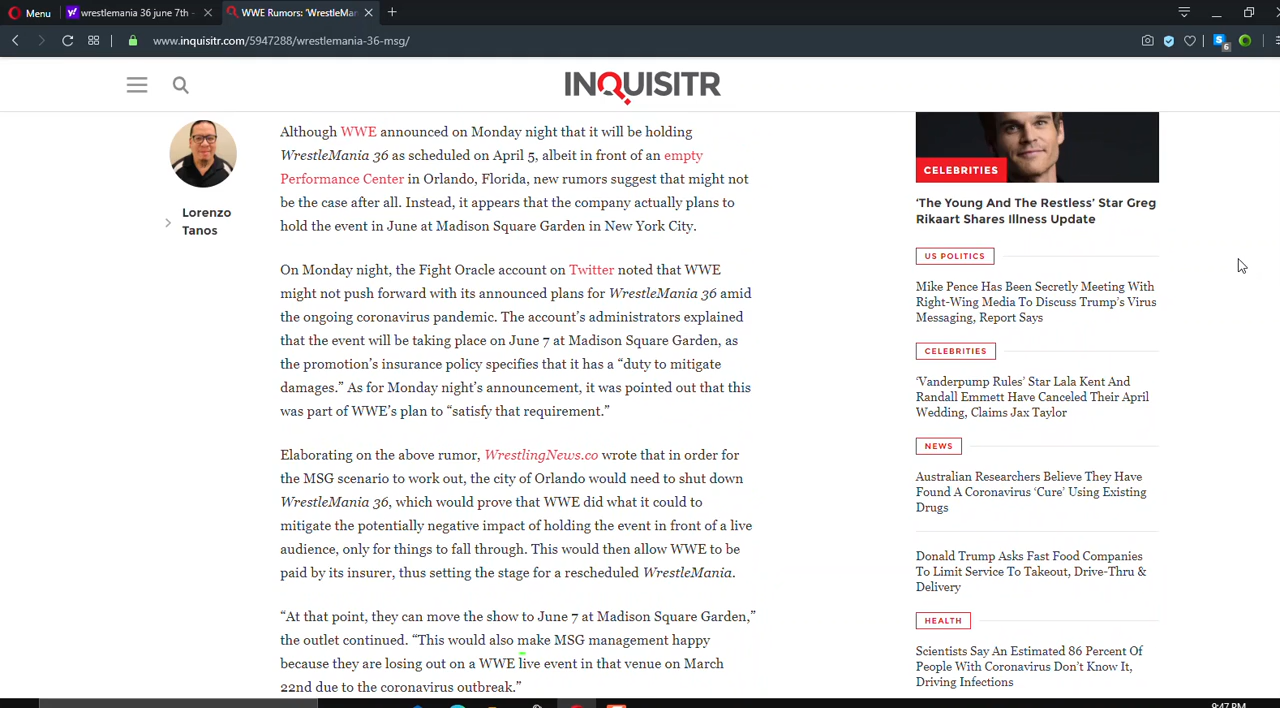 Menu
wrestlemania 36 june 7th -
WWE Rumors: 'WrestleMan
www.inquisitr.com/5947288/wrestlemania-36-msg/
6
INQUISITR
Lorenzo
Tanos
Although WWE announced on Monday night that it will be holding
WrestleMania 36 as scheduled on April 5, albeit in front of an empty
Performance Center in Orlando, Florida, new rumors suggest that might not
be the case after all. Instead, it appears that the company actually plans to
hold the event in June at Madison Square Garden in New York City.
On Monday night, the Fight Oracle account on Twitter noted that WWE
might not push forward with its announced plans for WrestleMania 36 amid
the ongoing coronavirus pandemic. The account’s administrators explained
that the event will be taking place on June 7 at Madison Square Garden, as
the promotion’s insurance policy specifies that it has a “duty to mitigate
damages.” As for Monday night’s announcement, it was pointed out that this
was part of WWE’s plan to “satisfy that requirement.”
Elaborating on the above rumor, WrestlingNews.co wrote that in order for
the MSG scenario to work out, the city of Orlando would need to shut down
WrestleMania 36, which would prove that WWE did what it could to
mitigate the potentially negative impact of holding the event in front of a live
audience, only for things to fall through. This would then allow WWE to be
paid by its insurer, thus setting the stage for a rescheduled WrestleMania.
“At that point, they can move the show to June 7 at Madison Square Garden,”
the outlet continued. “This would also make MSG management happy
because they are losing out on a WWE live event in that venue on March
22nd due to the coronavirus outbreak.”
CELEBRITIES
‘The Young And The Restless’ Star Greg
Rikaart Shares Illness Update
US POLITICS
Mike Pence Has Been Secretly Meeting With
Right-Wing Media To Discuss Trump’s Virus
Messaging, Report Says
CELEBRITIES
‘Vanderpump Rules’ Star Lala Kent And
Randall Emmett Have Canceled Their April
Wedding, Claims Jax Taylor
NEWS
Australian Researchers Believe They Have
Found A Coronavirus ‘Cure’ Using Existing
Drugs
Donald Trump Asks Fast Food Companies
To Limit Service To Takeout, Drive-Thru &
Delivery
HEALTH
Scientists Say An Estimated 86 Percent Of
People With Coronavirus Don’t Know It,
Driving Infections
9:47 PM